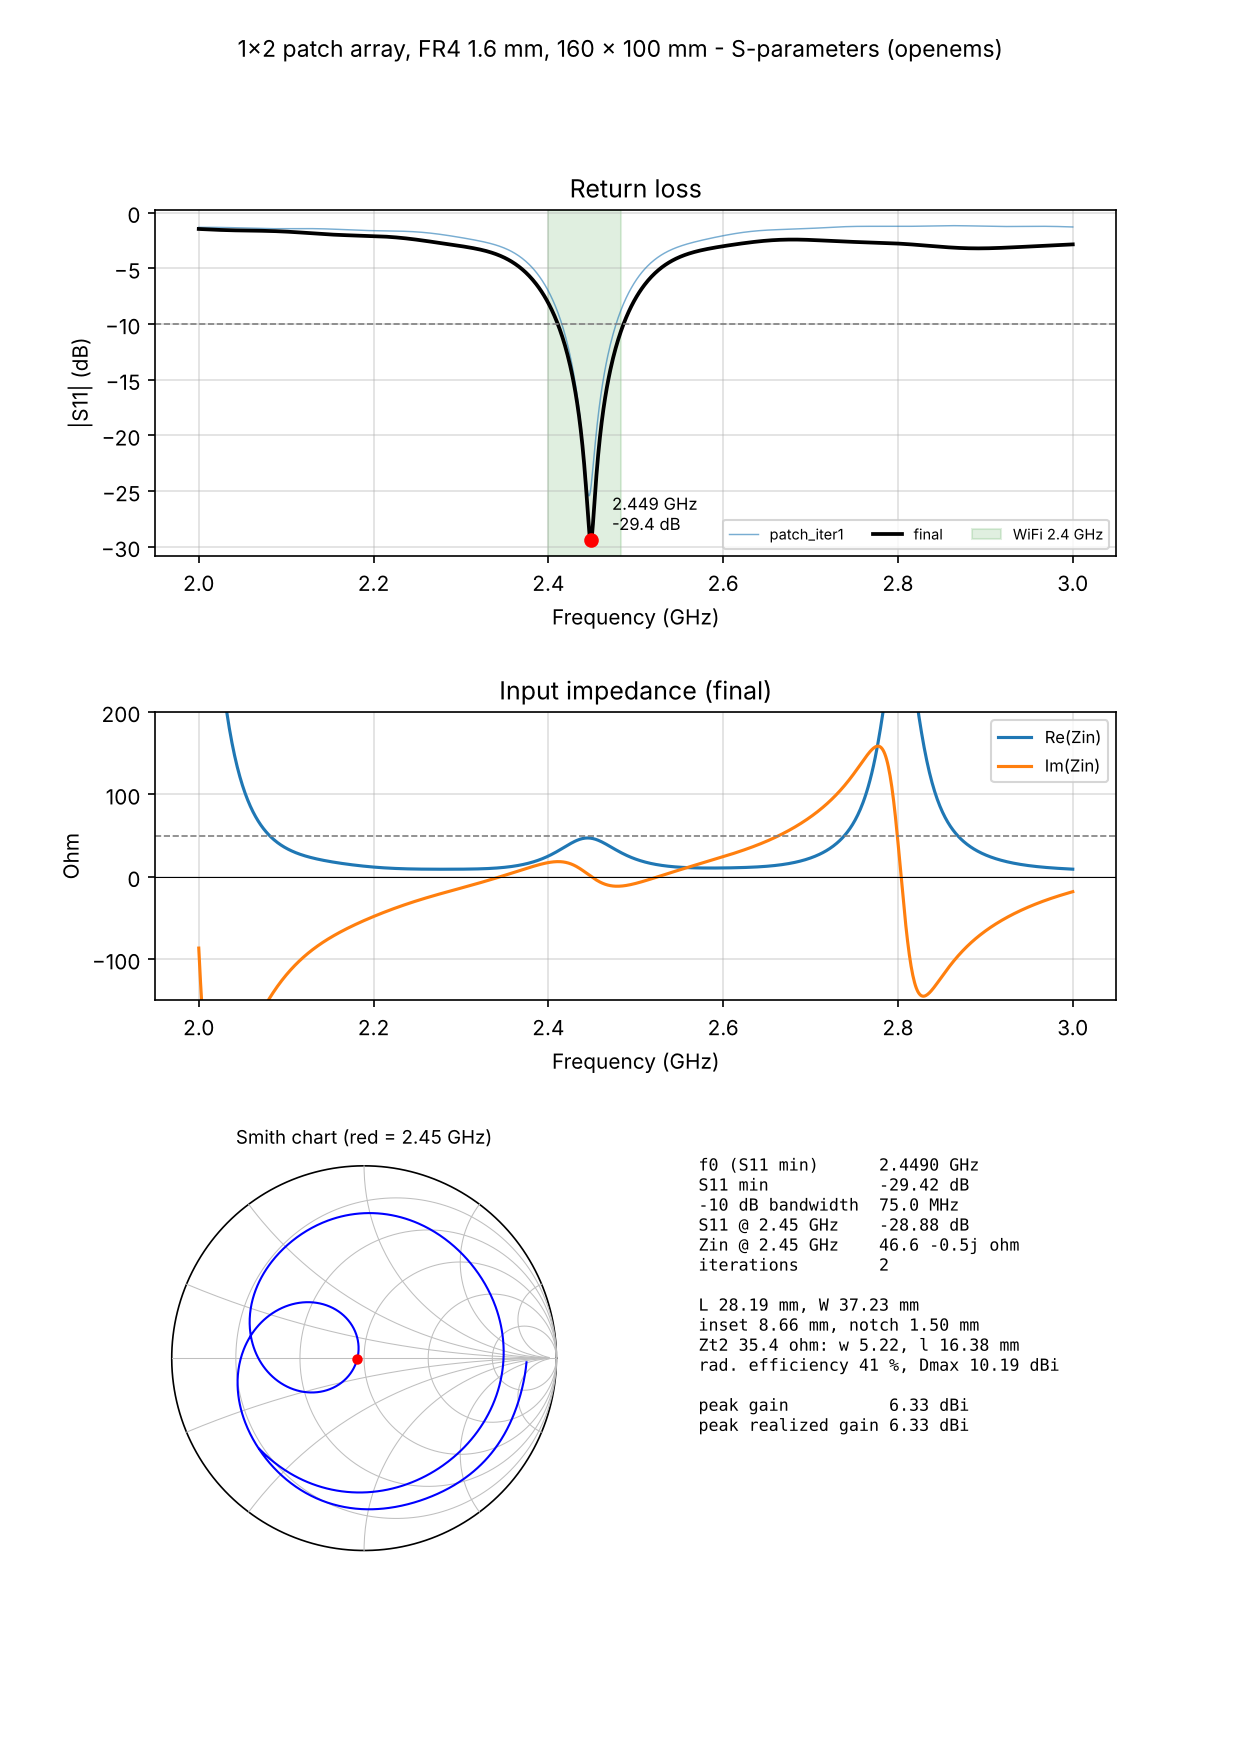 1×2 patch array, FR4 1.6 mm, 160 × 100 mm - S-parameters (openems)
Return loss
|S11| (dB)
0
−5
−10
−15
−20
−25
−30
2.449 GHz
-29.4 dB
patch_iter1
final
WiFi 2.4 GHz
2.0
2.2
2.4
2.6
2.8
3.0
Frequency (GHz)
Input impedance (final)
Ohm
200
100
0
−100
Re(Zin)
Im(Zin)
2.0
2.2
2.4
2.6
2.8
3.0
Frequency (GHz)
Smith chart (red = 2.45 GHz)
f0 (S11 min) 2.4490 GHz
S11 min -29.42 dB
-10 dB bandwidth 75.0 MHz
S11 @ 2.45 GHz -28.88 dB
Zin @ 2.45 GHz 46.6 -0.5j ohm
iterations 2
L 28.19 mm, W 37.23 mm
inset 8.66 mm, notch 1.50 mm
Zt2 35.4 ohm: w 5.22, l 16.38 mm
rad. efficiency 41 %, Dmax 10.19 dBi
peak gain 6.33 dBi
peak realized gain 6.33 dBi